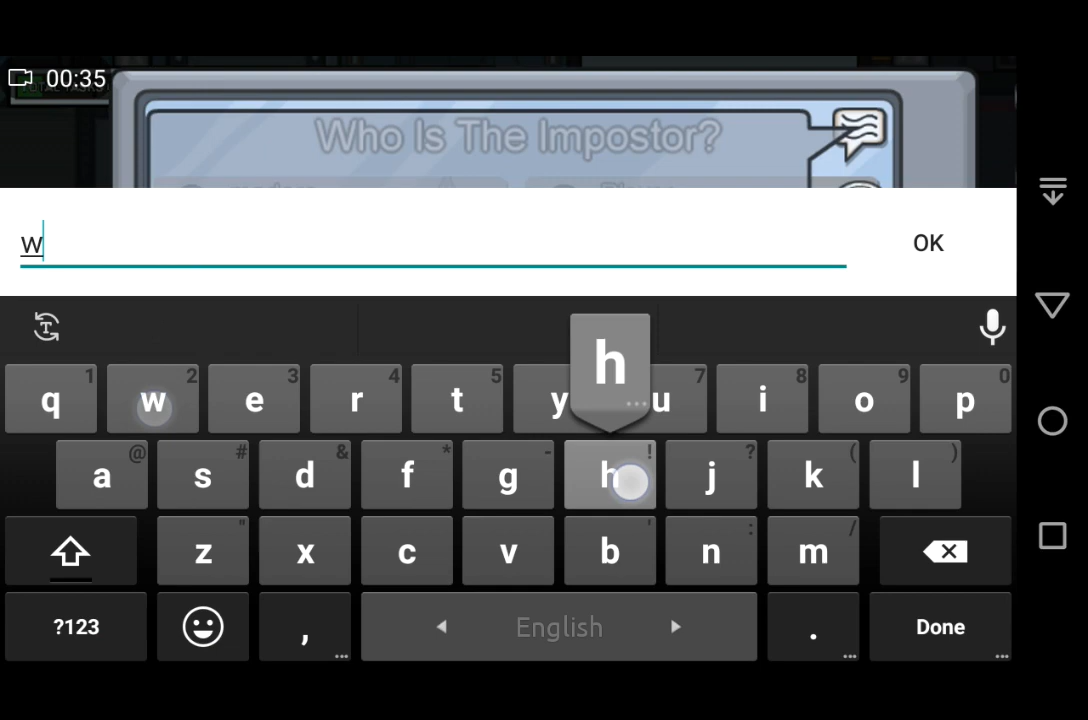 00:35
Who Is The Impostor?
w
OK
h
1 2 3 4 5 7 8 9 0
q w e r t y u i o p
@ # & * - ! ? ( )
a s d f g h j k l
" ' : /
z x c v b n m
?123 , English . Done